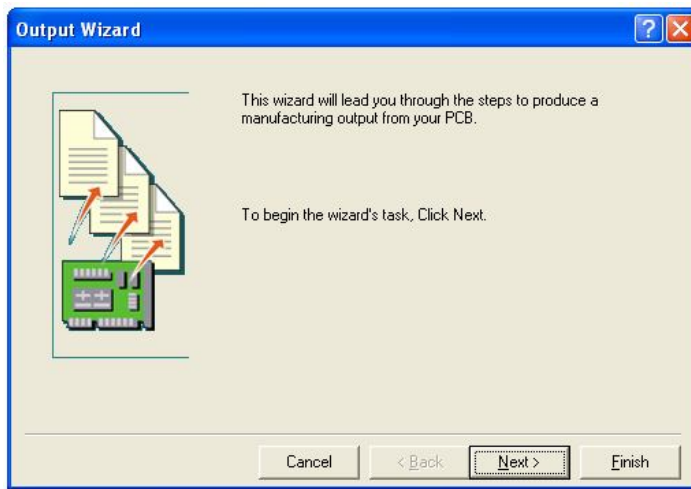 Output Wizard
This wizard will lead you through the steps to produce a
manufacturing output from your PCB.
To begin the wizard's task, Click Next.
Cancel
< Back
Next >
Finish